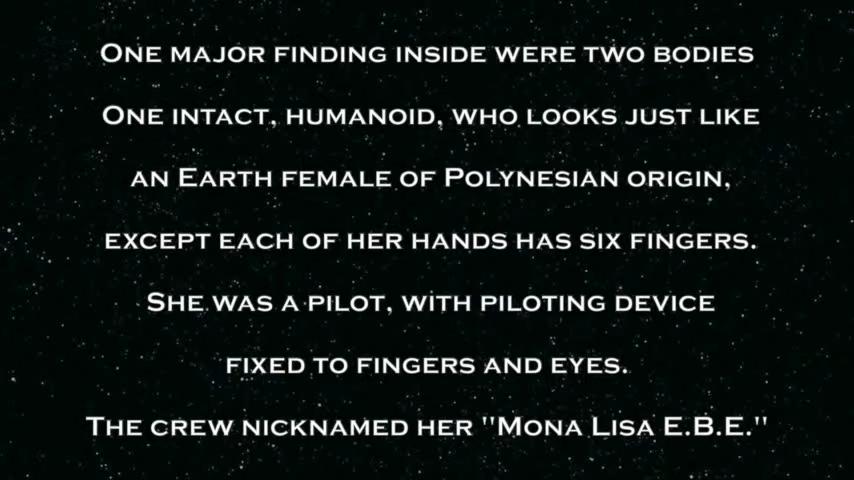 One major finding inside were two bodies
One intact, humanoid, who looks just like
an Earth female of Polynesian origin,
except each of her hands has six fingers.
She was a pilot, with piloting device
fixed to fingers and eyes.
The crew nicknamed her "Mona Lisa E.B.E."